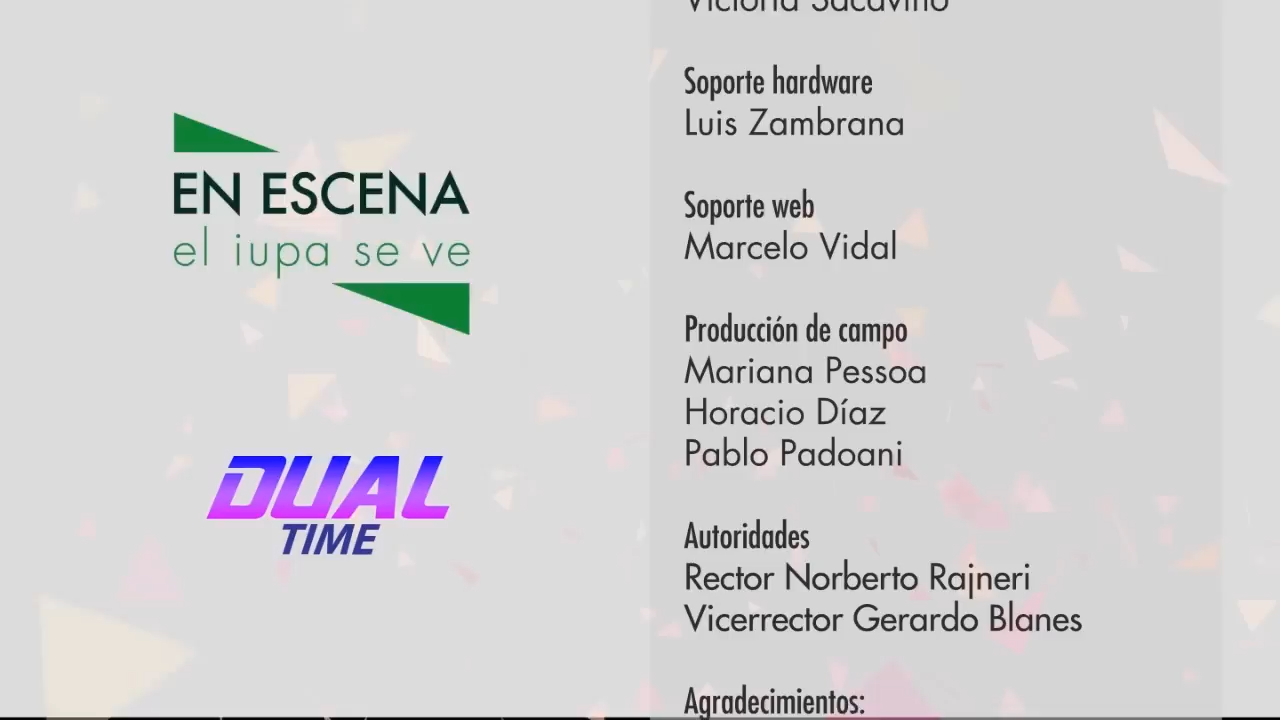 EN ESCENA
el iupa se ve
DUAL
TIME
Soporte hardware
Luis Zambrana
Soporte web
Marcelo Vidal
Producción de campo
Mariana Pessoa
Horacio Díaz
Pablo Padoani
Autoridades
Rector Norberto Rajneri
Vicerrector Gerardo Blanes
Agradecimientos: